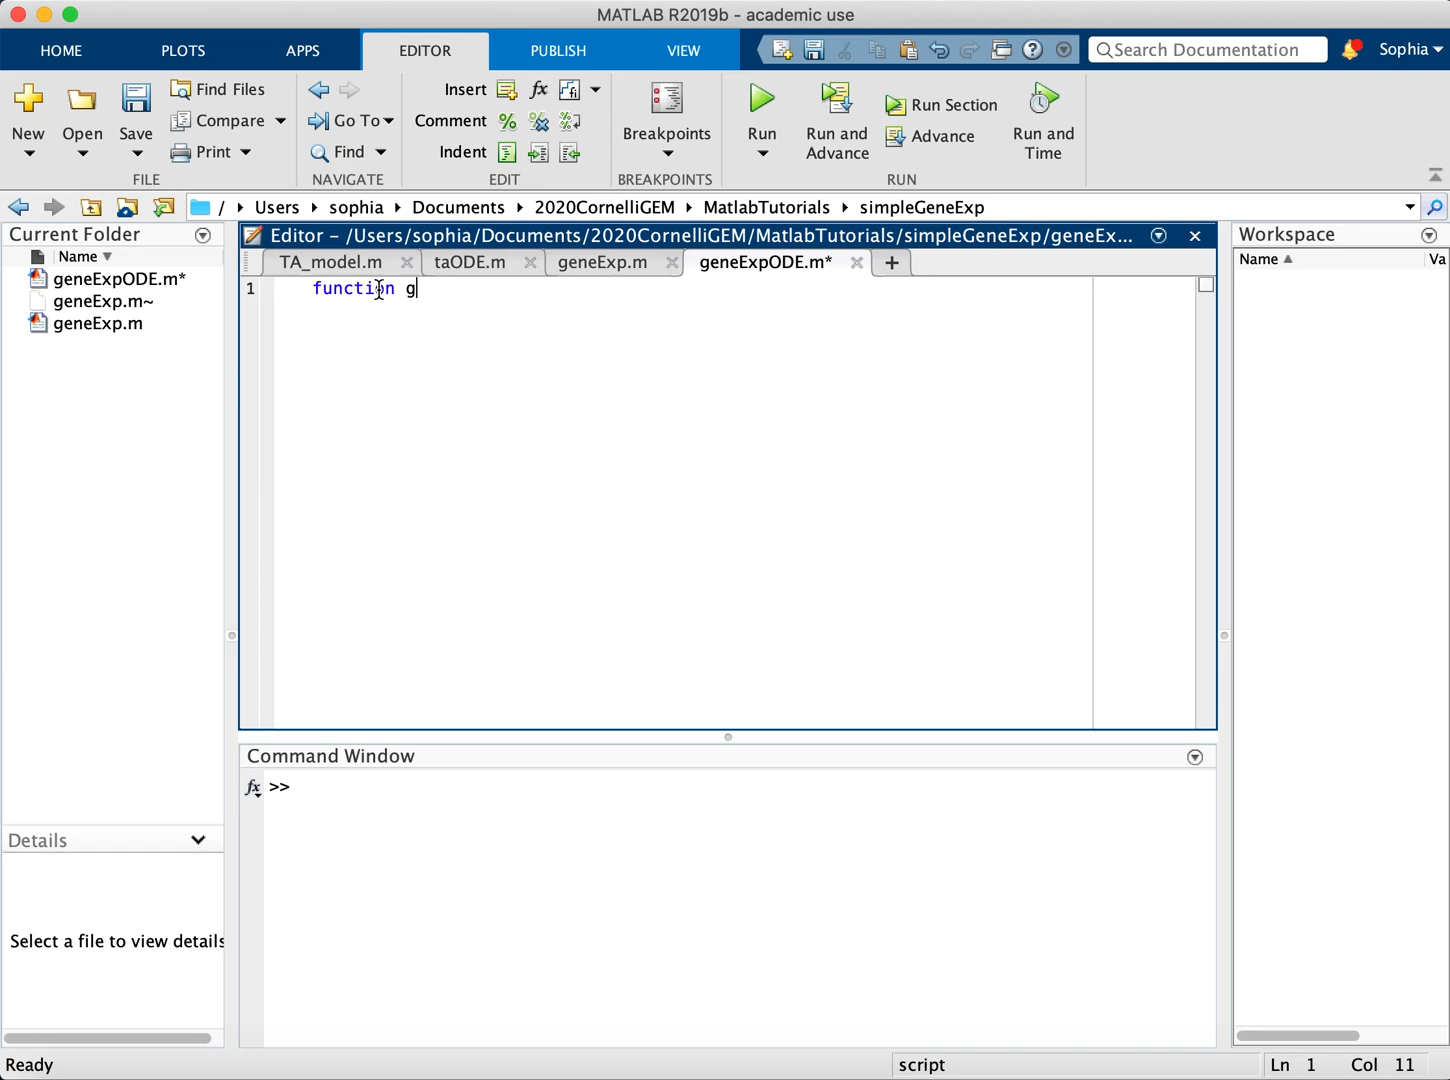 MATLAB R2019b - academic use
HOME PLOTS APPS EDITOR PUBLISH VIEW Search Documentation Sophia
New Open Save Find Files Compare Print
FILE
Go To Find
NAVIGATE
Insert fx
Comment
Indent
EDIT
Breakpoints
BREAKPOINTS
Run Run and Advance Run Section Advance Run and Time
RUN
/ Users sophia Documents 2020CornelliGEM MatlabTutorials simpleGeneExp
Current Folder
Name
geneExpODE.m*
geneExp.m~
geneExp.m
Details
Select a file to view details
Editor – /Users/sophia/Documents/2020CornelliGEM/MatlabTutorials/simpleGeneExp/geneEx...
TA_model.m taODE.m geneExp.m geneExpODE.m* +
1 function g
Command Window
fx >>
Workspace
Name Va
Ready script Ln 1 Col 11